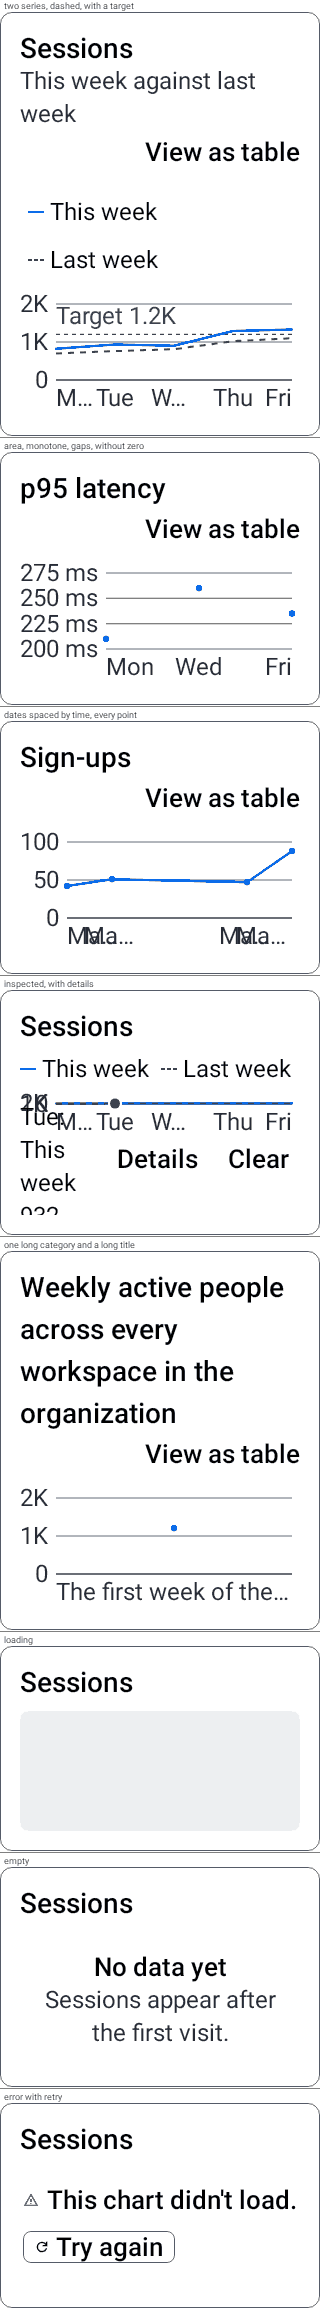 two series, dashed, with a target
Sessions
This week against last
week
View as table
This week
Last week
2K
Target 1.2K
1K
0
M... Tue W... Thu Fri
area, monotone, gaps, without zero
p95 latency
View as table
275 ms
250 ms
225 ms
200 ms
Mon Wed Fri
dates spaced by time, every point
Sign-ups
View as table
100
50
0
Ma...
inspected, with details
Sessions
This week Last week
M... Tue W... Thu Fri
Tue,
This
week
Details Clear
one long category and a long title
Weekly active people
across every
workspace in the
organization
View as table
2K
1K
0
The first week of the...
loading
Sessions
empty
Sessions
No data yet
Sessions appear after
the first visit.
error with retry
Sessions
This chart didn't load.
Try again